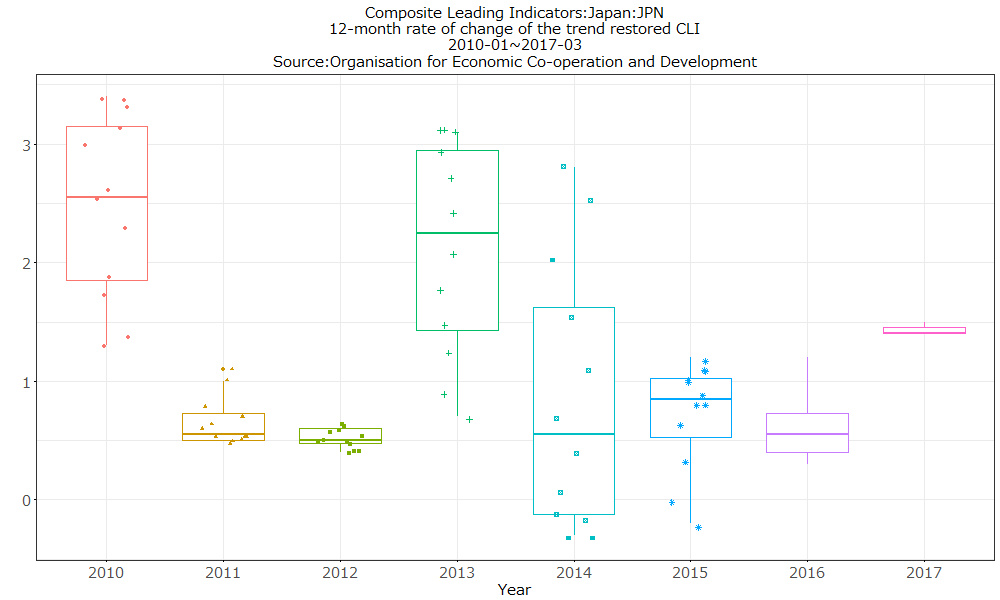 Composite Leading Indicators:Japan:JPN
12-month rate of change of the trend restored CLI
2010-01~2017-03
Source:Organisation for Economic Co-operation and Development
3
2
1
0
2010 2011 2012 2013 2014 2015 2016 2017
Year